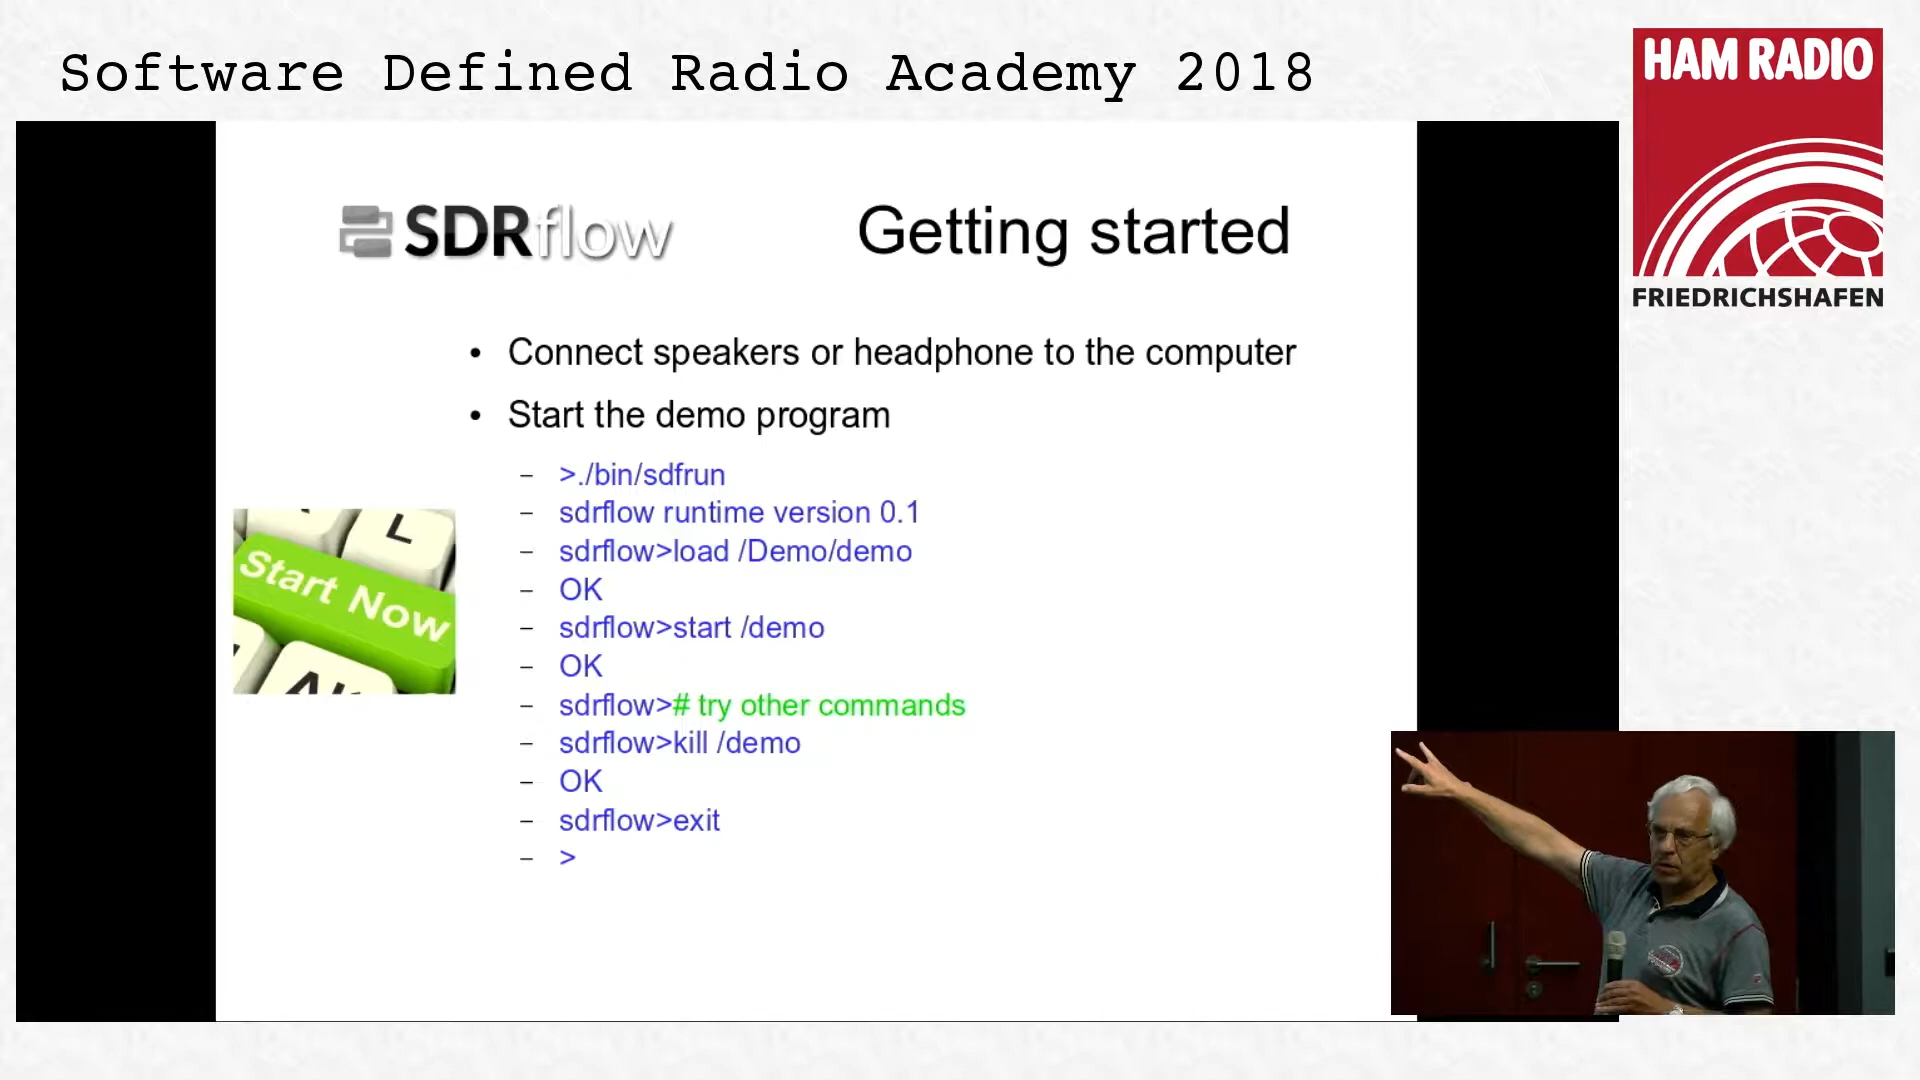 Software Defined Radio Academy 2018
HAM RADIO
FRIEDRICHSHAFEN
SDRflow
Getting started
• Connect speakers or headphone to the computer
• Start the demo program
– >./bin/sdfrun
– sdrflow runtime version 0.1
– sdrflow>load /Demo/demo
– OK
– sdrflow>start /demo
– OK
– sdrflow># try other commands
– sdrflow>kill /demo
– OK
– sdrflow>exit
– >
L
Start Now